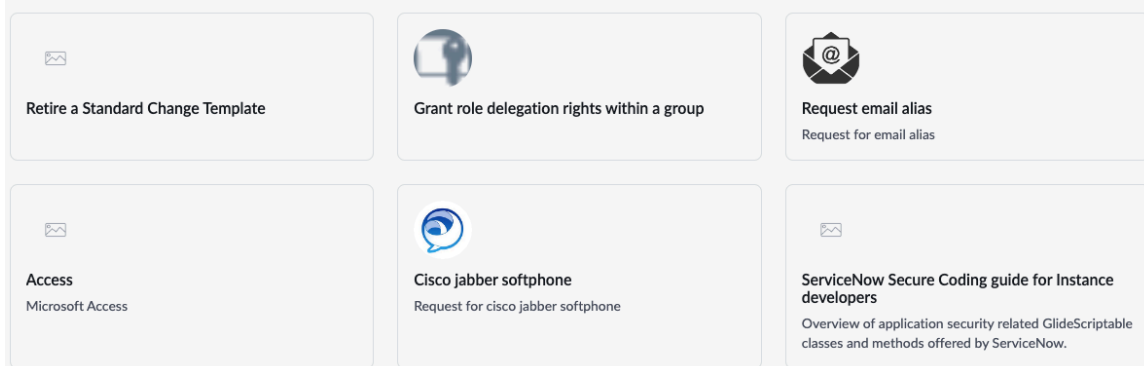 Retire a Standard Change Template
Grant role delegation rights within a group
@
Request email alias
Request for email alias
Access
Microsoft Access
Cisco jabber softphone
Request for cisco jabber softphone
ServiceNow Secure Coding guide for Instance
developers
Overview of application security related GlideScriptable
classes and methods offered by ServiceNow.